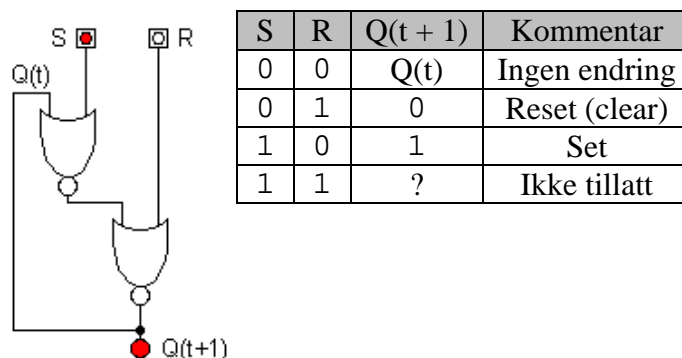 S R
Q(t)
Q(t+1)
S R Q(t + 1) Kommentar
0 0 Q(t) Ingen endring
0 1 0 Reset (clear)
1 0 1 Set
1 1 ? Ikke tillatt